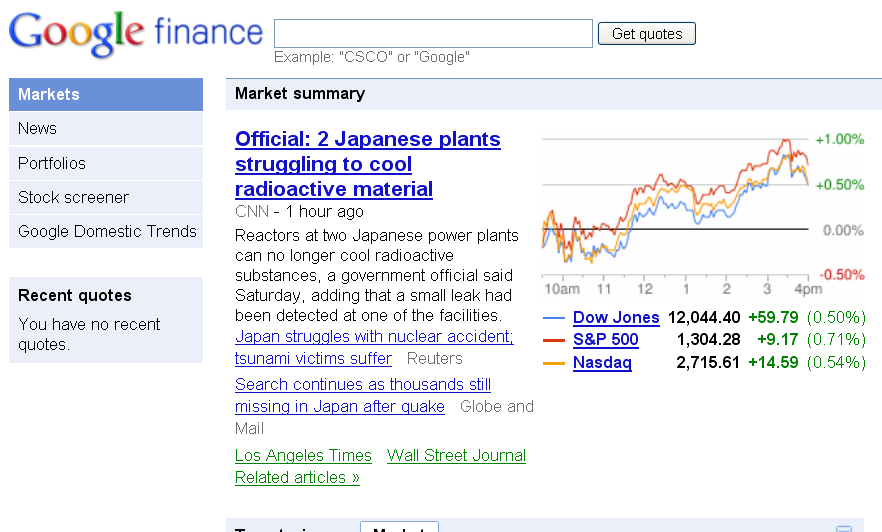 Google finance
Get quotes
Example: "CSCO" or "Google"
Markets
News
Portfolios
Stock screener
Google Domestic Trends
Recent quotes
You have no recent
quotes.
Market summary
Official: 2 Japanese plants
struggling to cool
radioactive material
CNN - 1 hour ago
Reactors at two Japanese power plants
can no longer cool radioactive
substances, a government official said
Saturday, adding that a small leak had
been detected at one of the facilities.
Japan struggles with nuclear accident;
tsunami victims suffer Reuters
Search continues as thousands still
missing in Japan after quake Globe and
Mail
Los Angeles Times Wall Street Journal
Related articles »
+1.00%
+0.50%
0.00%
-0.50%
10am 11 12 1 2 3 4pm
Dow Jones 12,044.40 +59.79 (0.50%)
S&P 500 1,304.28 +9.17 (0.71%)
Nasdaq 2,715.61 +14.59 (0.54%)